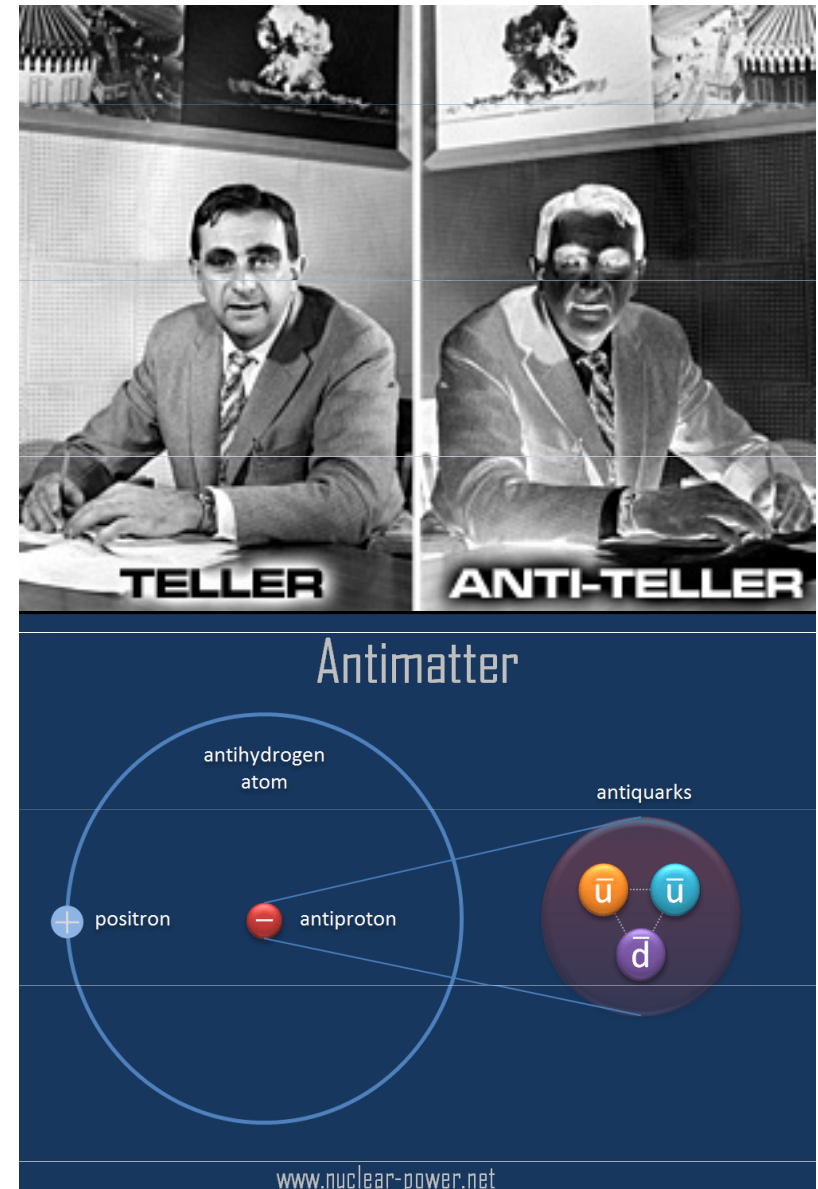 TELLER
ANTI-TELLER
Antimatter
antihydrogen
atom
antiquarks
u̅
u̅
positron
−
antiproton
d̅
www.nuclear-power.net